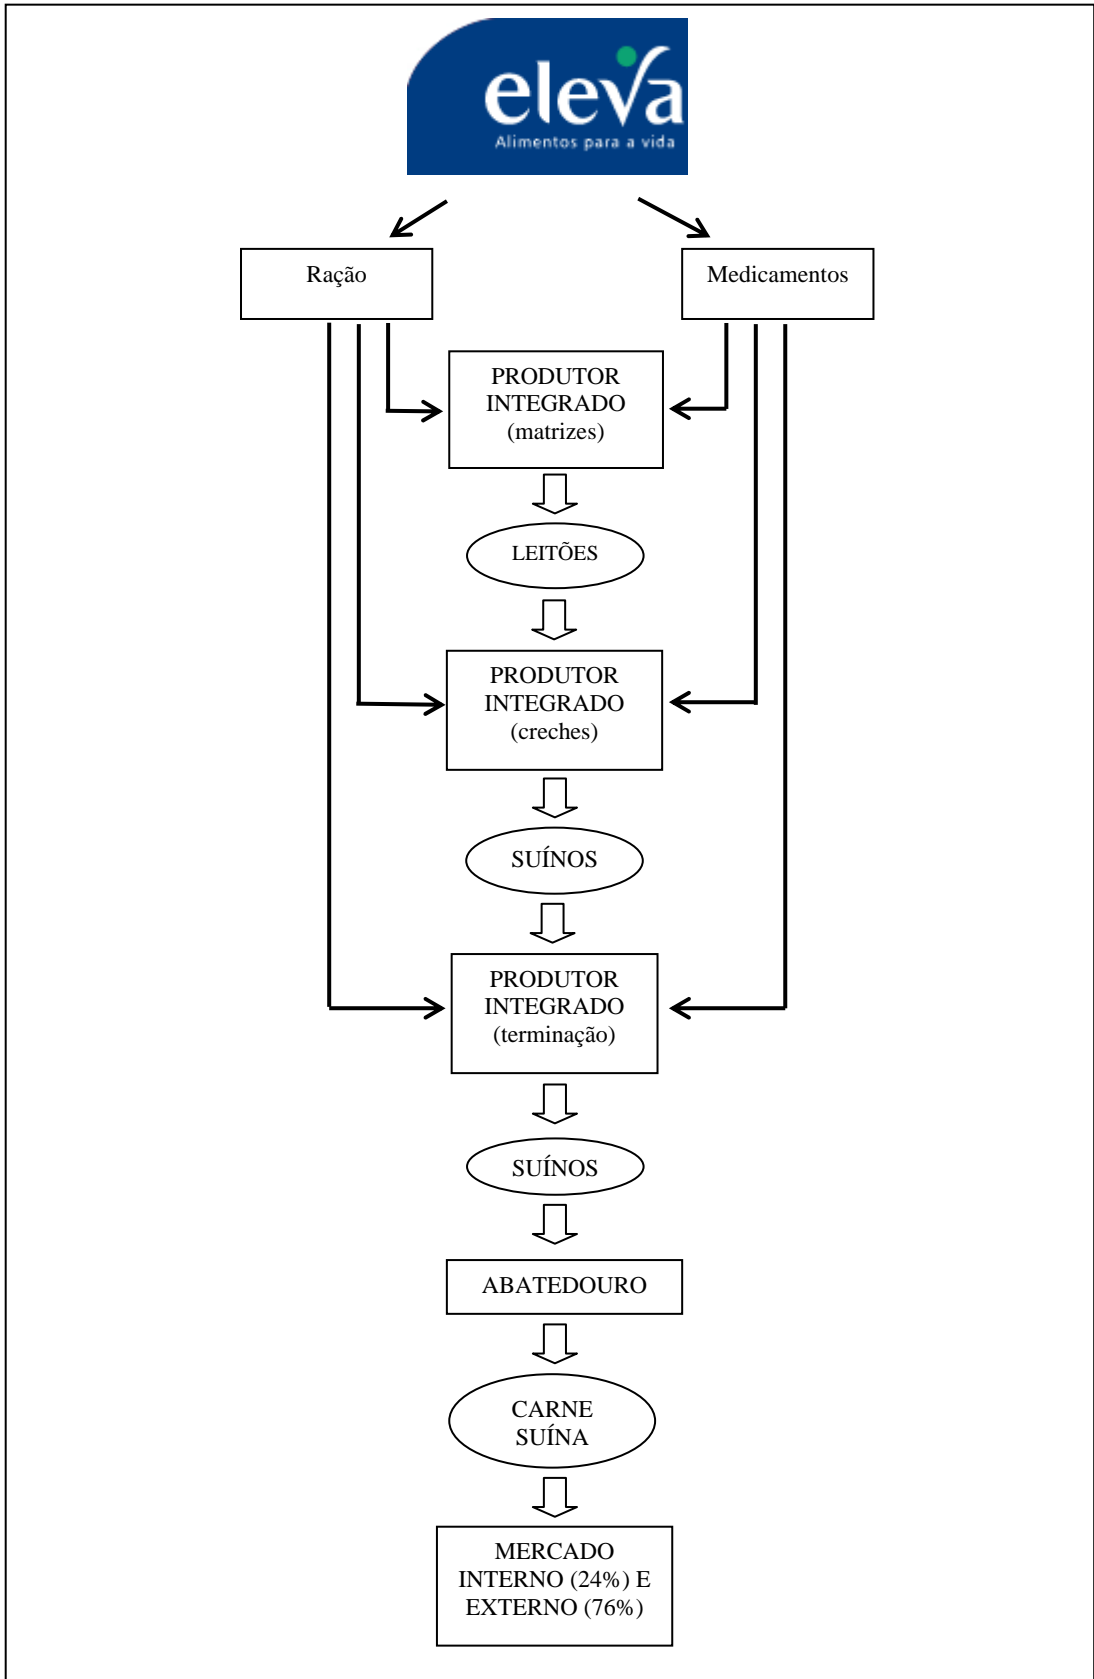 eleva
Alimentos para a vida
Ração
Medicamentos
PRODUTOR
INTEGRADO
(matrizes)
LEITÕES
PRODUTOR
INTEGRADO
(creches)
SUÍNOS
PRODUTOR
INTEGRADO
(terminação)
SUÍNOS
ABATEDOURO
CARNE
SUÍNA
MERCADO
INTERNO (24%) E
EXTERNO (76%)